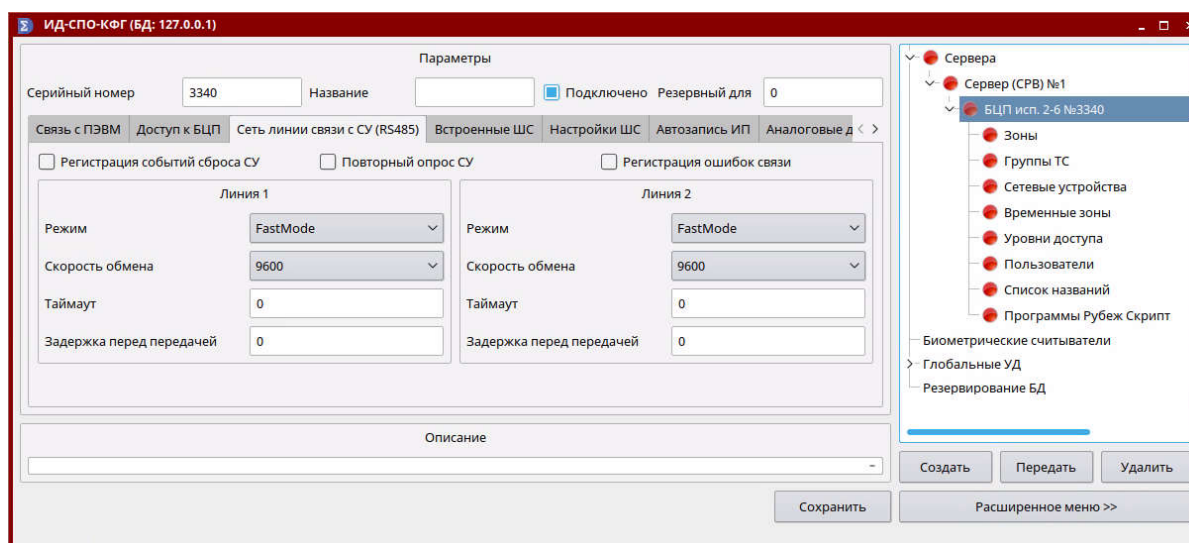 ИД-СПО-КФГ (БД: 127.0.0.1)
Параметры
Серийный номер 3340 Название Подключено Резервный для 0
Связь с ПЭВМ Доступ к БЦП Сеть линии связи с СУ (RS485) Встроенные ШС Настройки ШС Автозапись ИП Аналоговые
Регистрация событий сброса СУ Повторный опрос СУ Регистрация ошибок связи
Линия 1
Режим FastMode
Скорость обмена 9600
Таймаут 0
Задержка перед передачей 0
Линия 2
Режим FastMode
Скорость обмена 9600
Таймаут 0
Задержка перед передачей 0
Описание
Сохранить
Сервера
Сервер (СРВ) №1
БЦП исп. 2-6 №3340
Зоны
Группы ТС
Сетевые устройства
Временные зоны
Уровни доступа
Пользователи
Список названий
Программы Рубеж Скрипт
Биометрические считыватели
Глобальные УД
Резервирование БД
Создать Передать Удалить
Расширенное меню >>